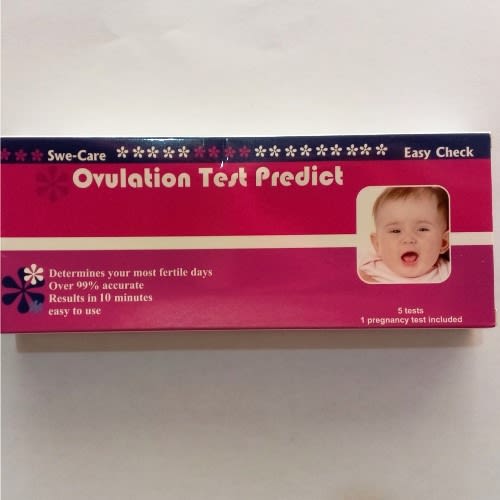 Swe-Care
Easy Check
Ovulation Test Predict
Determines your most fertile days
Over 99% accurate
Results in 10 minutes
easy to use
5 tests
1 pregnancy test included